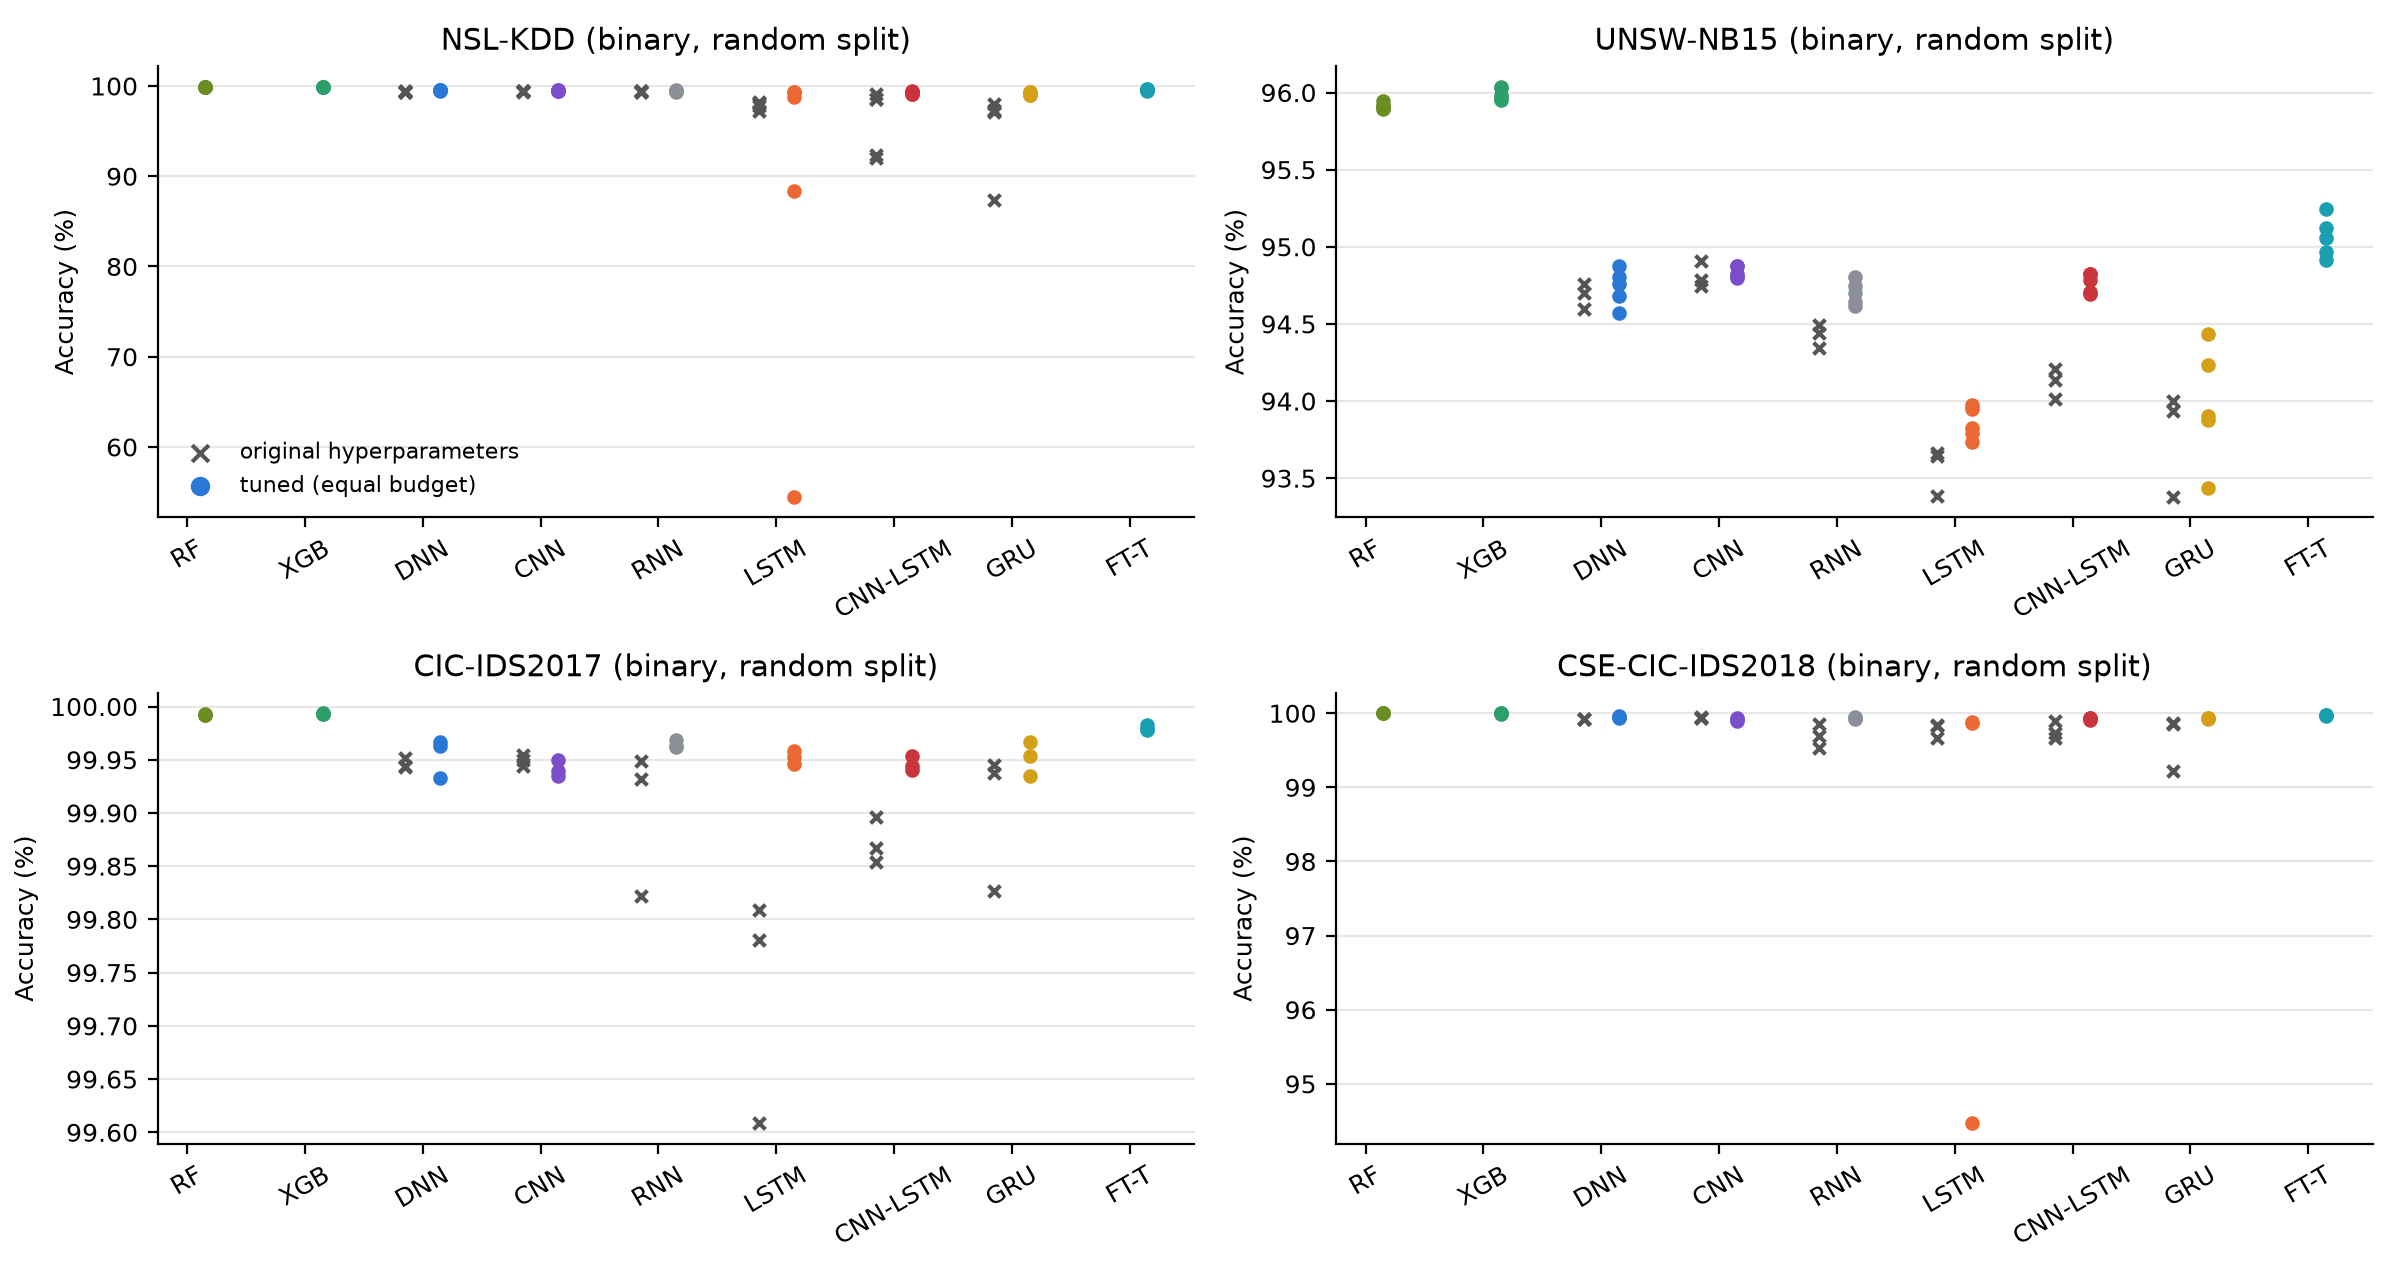 NSL-KDD (binary, random split)
Accuracy (%)
100
90
80
70
60
original hyperparameters
tuned (equal budget)
RF
XGB
DNN
CNN
RNN
LSTM
CNN-LSTM
GRU
FT-T
UNSW-NB15 (binary, random split)
Accuracy (%)
96.0
95.5
95.0
94.5
94.0
93.5
RF
XGB
DNN
CNN
RNN
LSTM
CNN-LSTM
GRU
FT-T
CIC-IDS2017 (binary, random split)
Accuracy (%)
100.00
99.95
99.90
99.85
99.80
99.75
99.70
99.65
99.60
RF
XGB
DNN
CNN
RNN
LSTM
CNN-LSTM
GRU
FT-T
CSE-CIC-IDS2018 (binary, random split)
Accuracy (%)
100
99
98
97
96
95
RF
XGB
DNN
CNN
RNN
LSTM
CNN-LSTM
GRU
FT-T